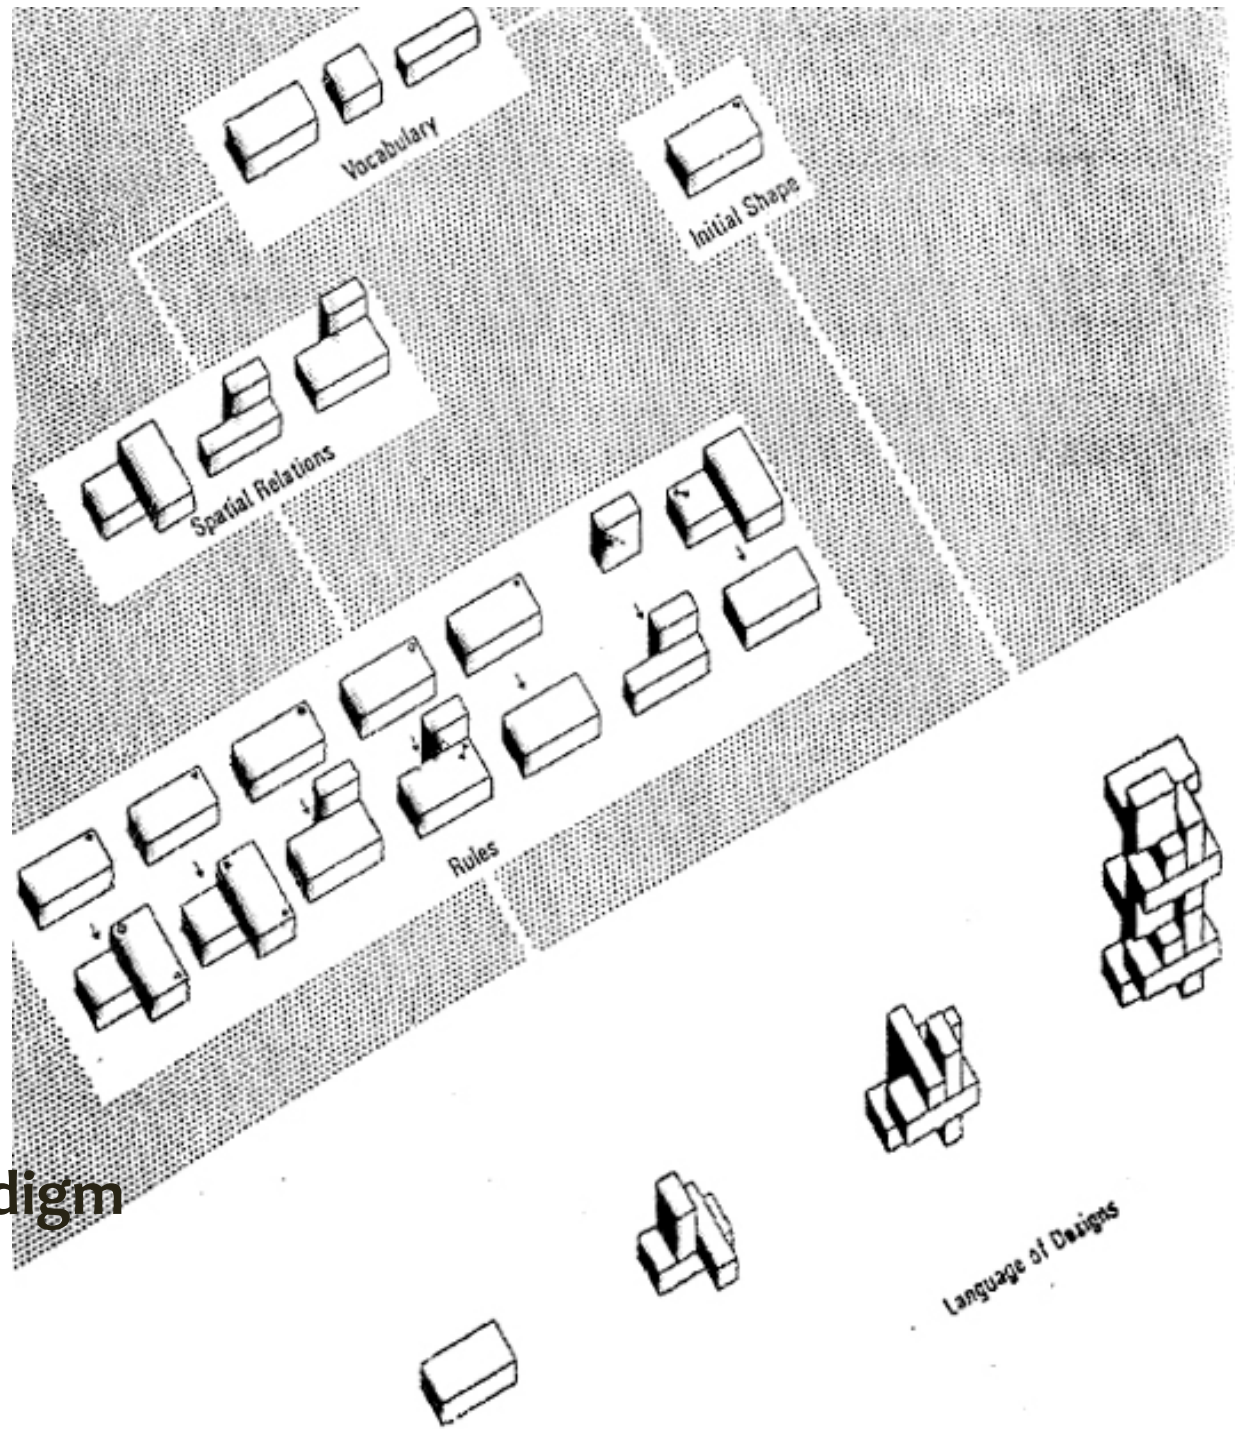 Vocabulary
Initial Shape
Spatial Relations
Rules
digm
Language of Designs